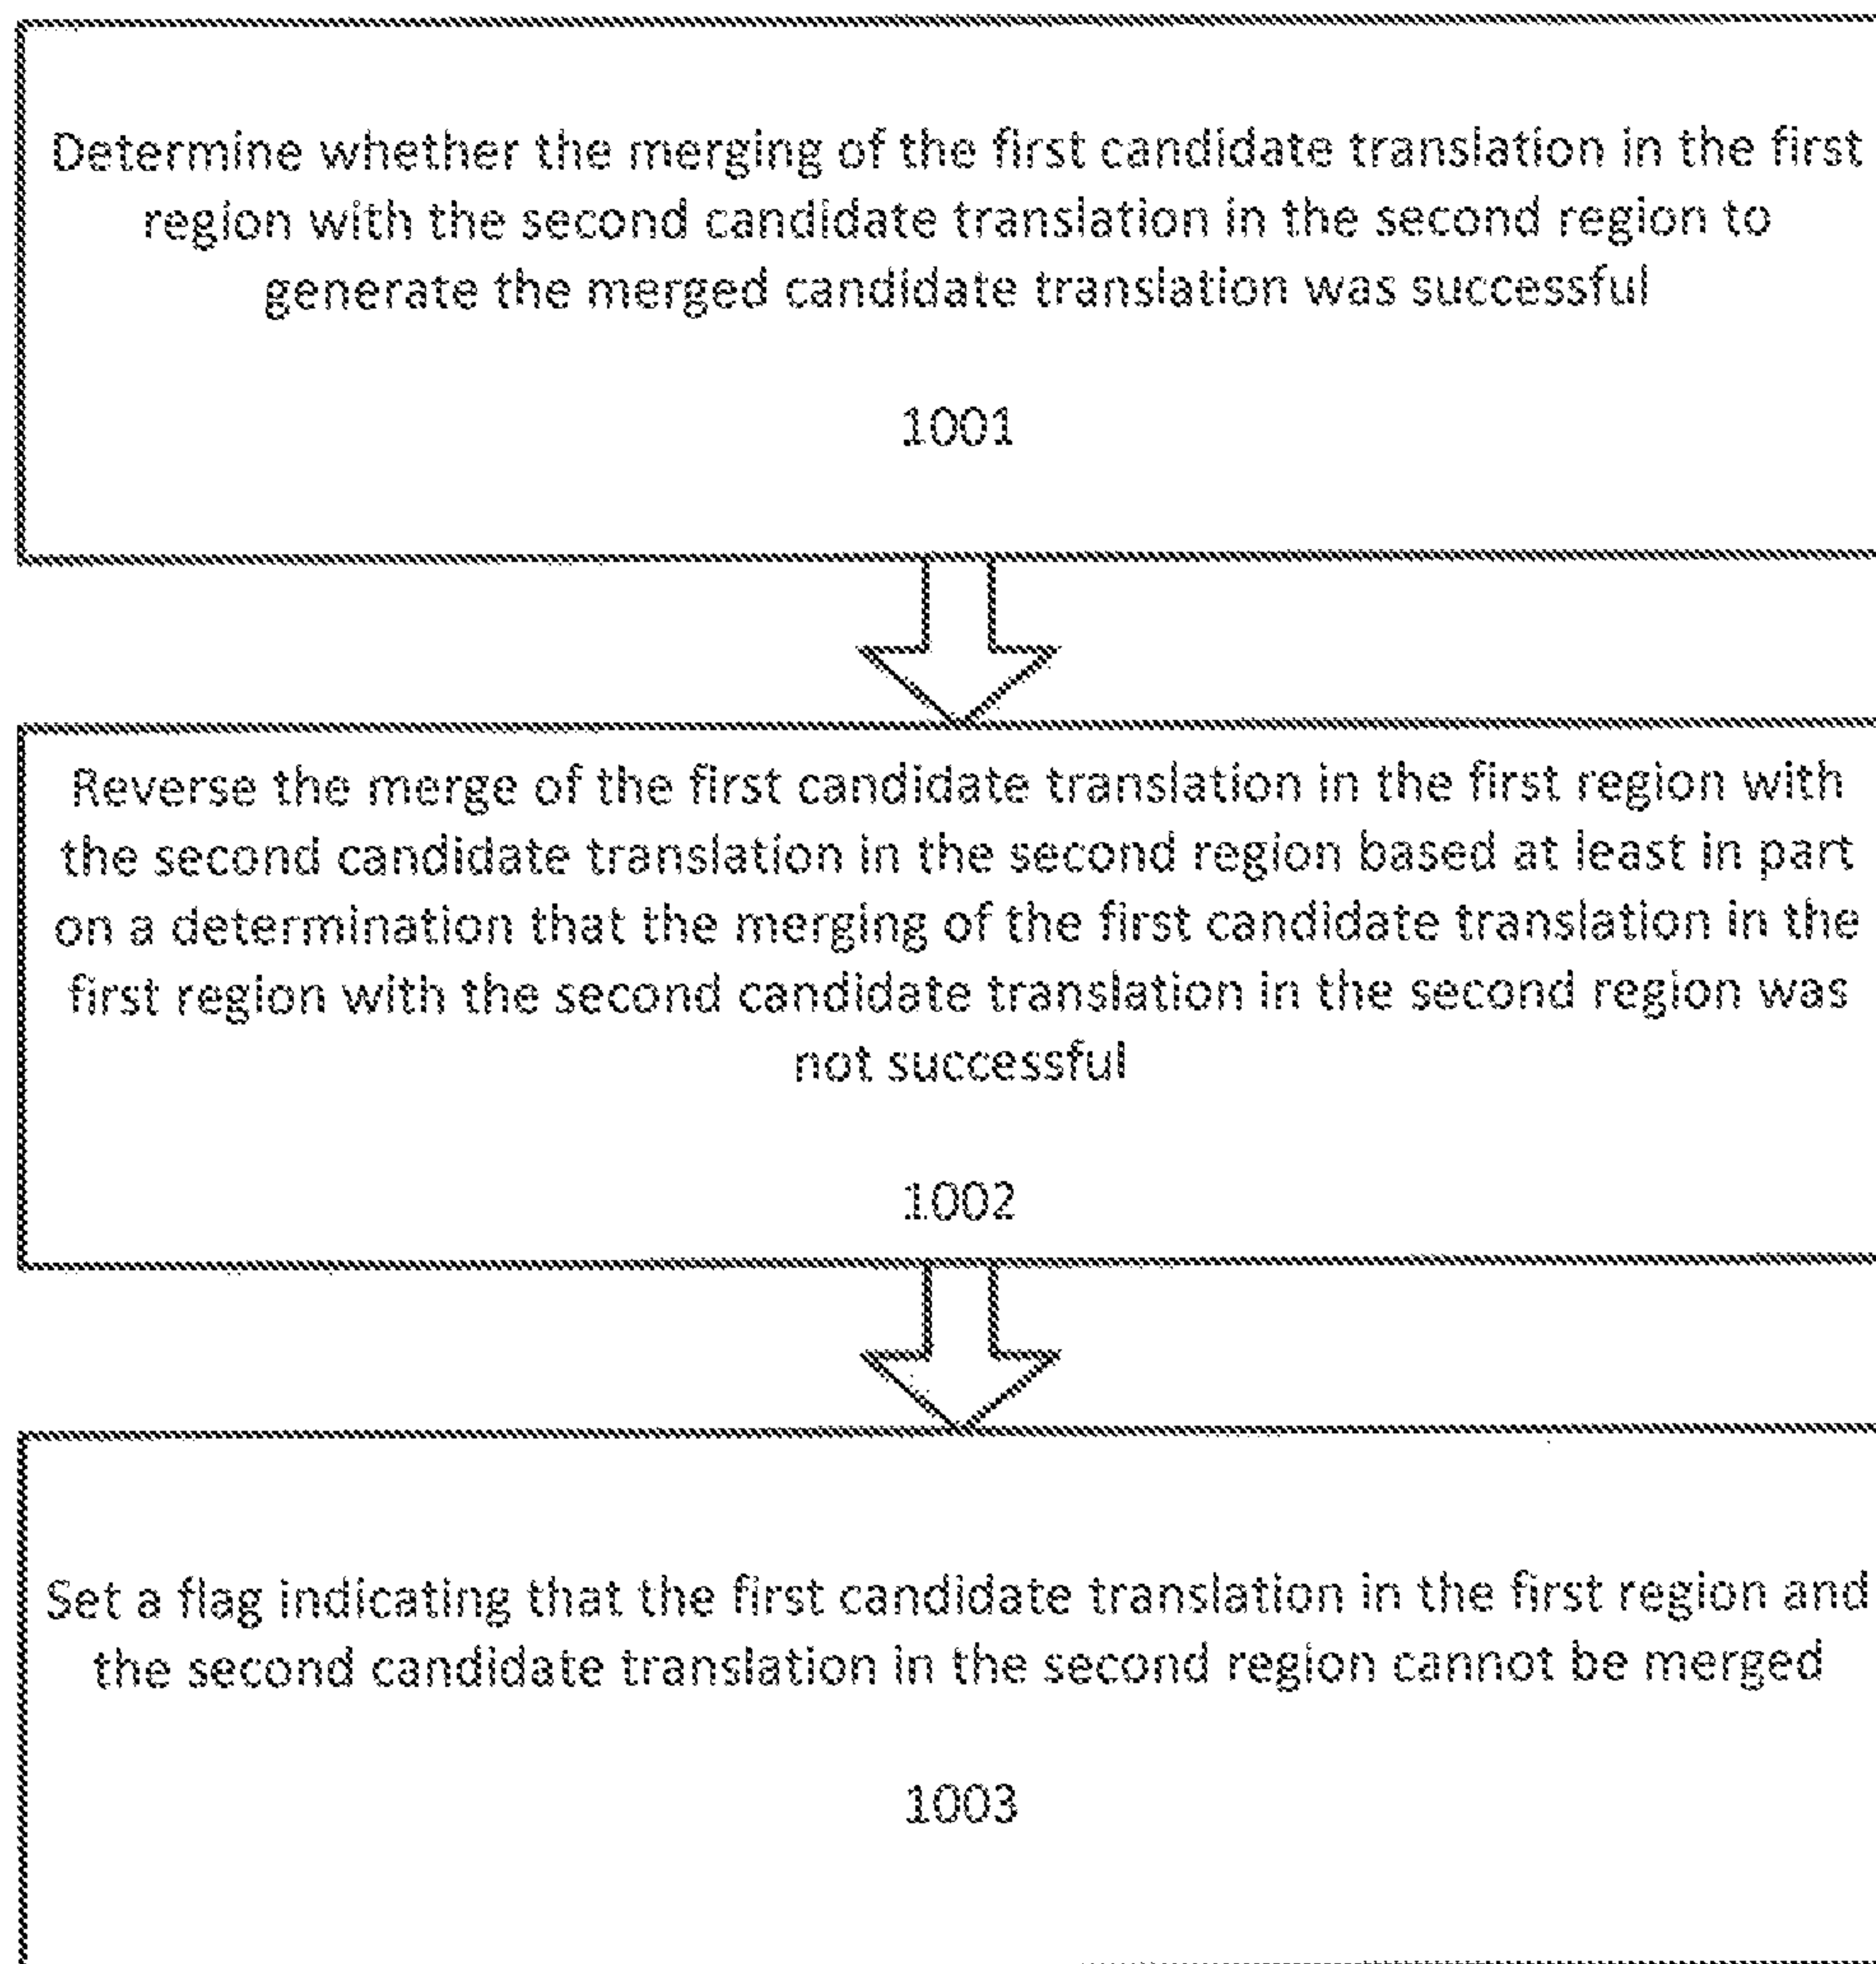 Determine whether the merging of the first candidate translation in the first
region with the second candidate translation in the second region to
generate the merged candidate translation was successful
1001
Reverse the merge of the first candidate translation in the first region with
the second candidate translation in the second region based at least in part
on a determination that the merging of the first candidate translation in the
first region with the second candidate translation in the second region was
not successful
1002
Set a flag indicating that the first candidate translation in the first region and
the second candidate translation in the second region cannot be merged
1003